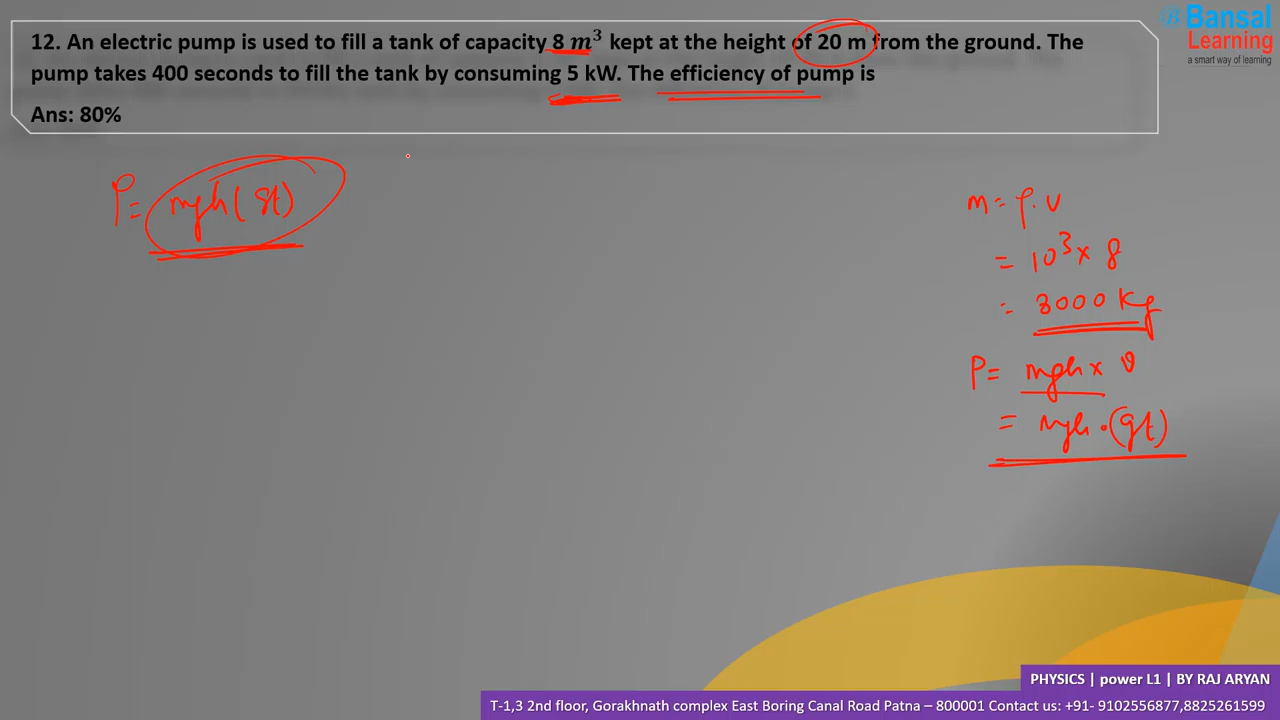 Bansal
Learning
a smart way of learning
12. An electric pump is used to fill a tank of capacity 8 m³ kept at the height of 20 m from the ground. The
pump takes 400 seconds to fill the tank by consuming 5 kW. The efficiency of pump is
Ans: 80%
P= mgh(gt)
m= ρ.v
= 10³ x 8
= 8000 Kg
P= mgh x v
= mgh.(gt)
PHYSICS | power L1 | BY RAJ ARYAN
T-1,3 2nd floor, Gorakhnath complex East Boring Canal Road Patna – 800001 Contact us: +91- 9102556877,8825261599